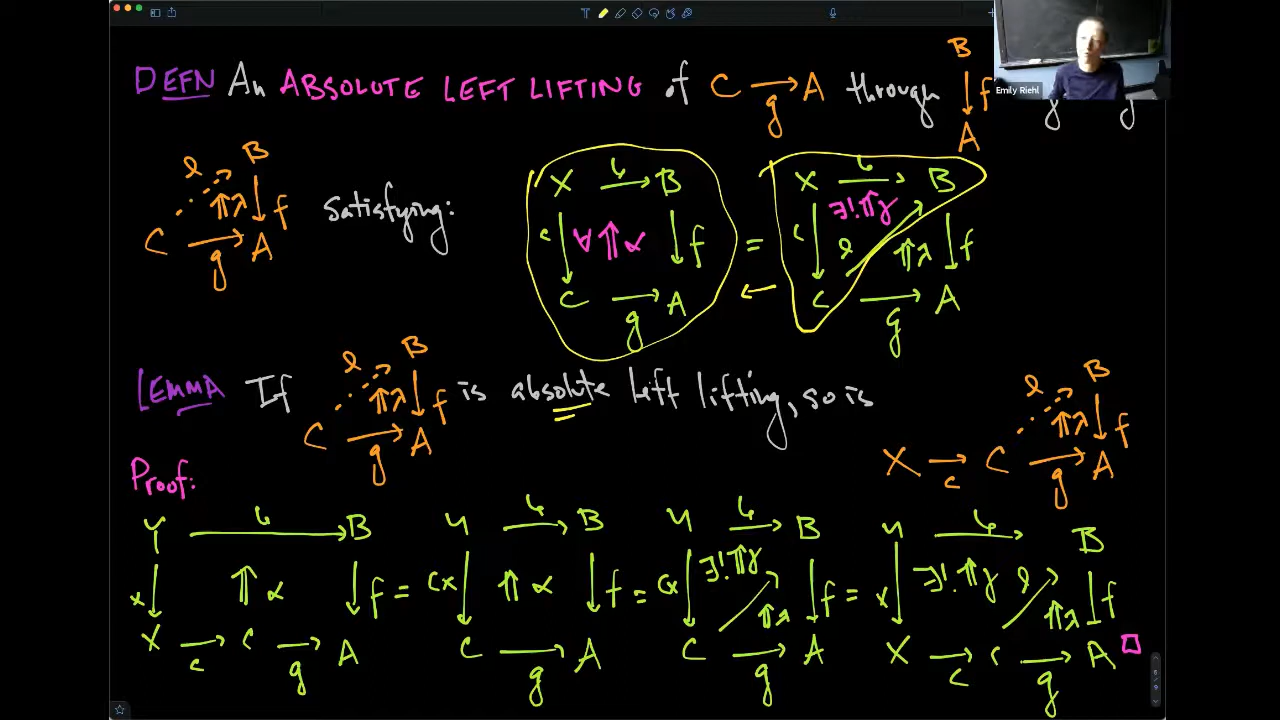 DEFN An ABSOLUTE LEFT LIFTING of C →g A through B ↓f A
Emily Riehl
C →g A, l, B ↓f A, ⇑λ satisfying: X →b B, c ↓ ∀⇑α ↓f, C →g A = X →b B, c ↓ ∃!⇑γ, l, ⇑λ ↓f, C →g A
LEMMA If C →g A, l, B ↓f A, ⇑λ is absolute left lifting, so is X →c C →g A, l, B ↓f A, ⇑λ
Proof:
Y →b B, x ↓ ⇑α ↓f, X →c C →g A = Y →b B, cx ↓ ⇑α ↓f, C →g A = Y →b B, cx ↓ ∃!⇑γ, ⇑λ ↓f, C →g A = Y →b B, x ↓ ∃!⇑γ, l, ⇑λ ↓f, X →c C →g A □